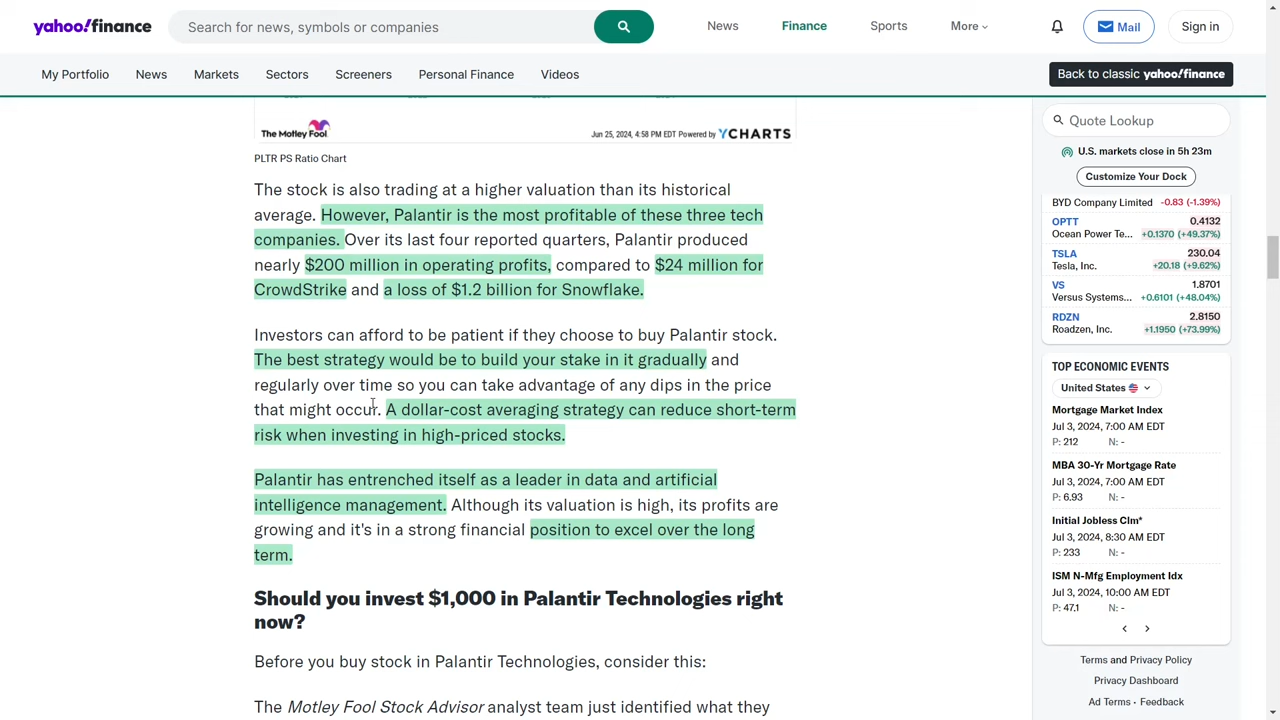 yahoo!finance
Search for news, symbols or companies
News
Finance
Sports
More
Mail
Sign in
My Portfolio
News
Markets
Sectors
Screeners
Personal Finance
Videos
Back to classic yahoo!finance
The Motley Fool
Jun 25, 2024, 4:58 PM EDT Powered by YCHARTS
PLTR PS Ratio Chart
The stock is also trading at a higher valuation than its historical
average. However, Palantir is the most profitable of these three tech
companies. Over its last four reported quarters, Palantir produced
nearly $200 million in operating profits, compared to $24 million for
CrowdStrike and a loss of $1.2 billion for Snowflake.
Investors can afford to be patient if they choose to buy Palantir stock.
The best strategy would be to build your stake in it gradually and
regularly over time so you can take advantage of any dips in the price
that might occur. A dollar-cost averaging strategy can reduce short-term
risk when investing in high-priced stocks.
Palantir has entrenched itself as a leader in data and artificial
intelligence management. Although its valuation is high, its profits are
growing and it's in a strong financial position to excel over the long
term.
Should you invest $1,000 in Palantir Technologies right
now?
Before you buy stock in Palantir Technologies, consider this:
The Motley Fool Stock Advisor analyst team just identified what they
Quote Lookup
U.S. markets close in 5h 23m
Customize Your Dock
BYD Company Limited -0.83 (-1.39%)
OPTT 0.4132
Ocean Power Te... +0.1370 (+49.37%)
TSLA 230.04
Tesla, Inc. +20.18 (+9.62%)
VS 1.8701
Versus Systems... +0.6101 (+48.04%)
RDZN 2.8150
Roadzen, Inc. +1.1950 (+73.99%)
TOP ECONOMIC EVENTS
United States
Mortgage Market Index
Jul 3, 2024, 7:00 AM EDT
P: 212 N: -
MBA 30-Yr Mortgage Rate
Jul 3, 2024, 7:00 AM EDT
P: 6.93 N: -
Initial Jobless Clm*
Jul 3, 2024, 8:30 AM EDT
P: 233 N: -
ISM N-Mfg Employment Idx
Jul 3, 2024, 10:00 AM EDT
P: 47.1 N: -
Terms and Privacy Policy
Privacy Dashboard
Ad Terms • Feedback